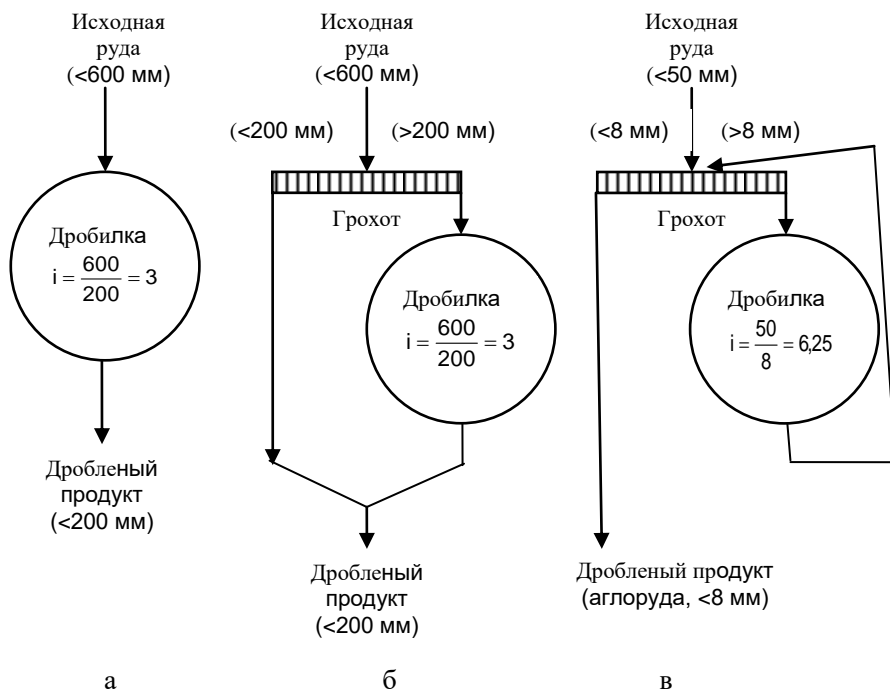 Исходная
руда
(<600 мм)
Дробилка
i = 600/200 = 3
Дробленый
продукт
(<200 мм)
а
Исходная
руда
(<600 мм)
(<200 мм) (>200 мм)
Грохот
Дробилка
i = 600/200 = 3
Дробленый
продукт
(<200 мм)
б
Исходная
руда
(<50 мм)
(<8 мм) (>8 мм)
Грохот
Дробилка
i = 50/8 = 6,25
Дробленый продукт
(аглоруда, <8 мм)
в